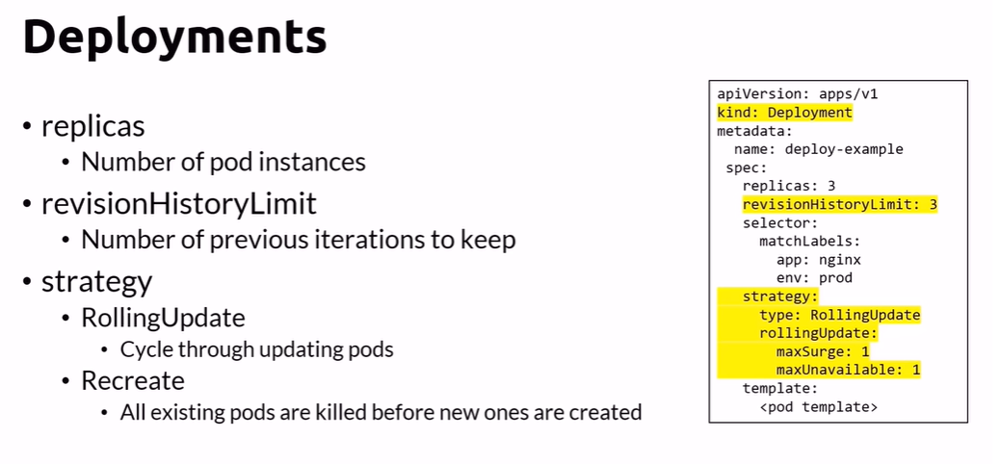 Deployments
• replicas
• Number of pod instances
• revisionHistoryLimit
• Number of previous iterations to keep
• strategy
• RollingUpdate
• Cycle through updating pods
• Recreate
• All existing pods are killed before new ones are created
apiVersion: apps/v1
kind: Deployment
metadata:
  name: deploy-example
 spec:
   replicas: 3
   revisionHistoryLimit: 3
   selector:
     matchLabels:
       app: nginx
       env: prod
   strategy:
     type: RollingUpdate
     rollingUpdate:
       maxSurge: 1
       maxUnavailable: 1
   template:
     <pod template>